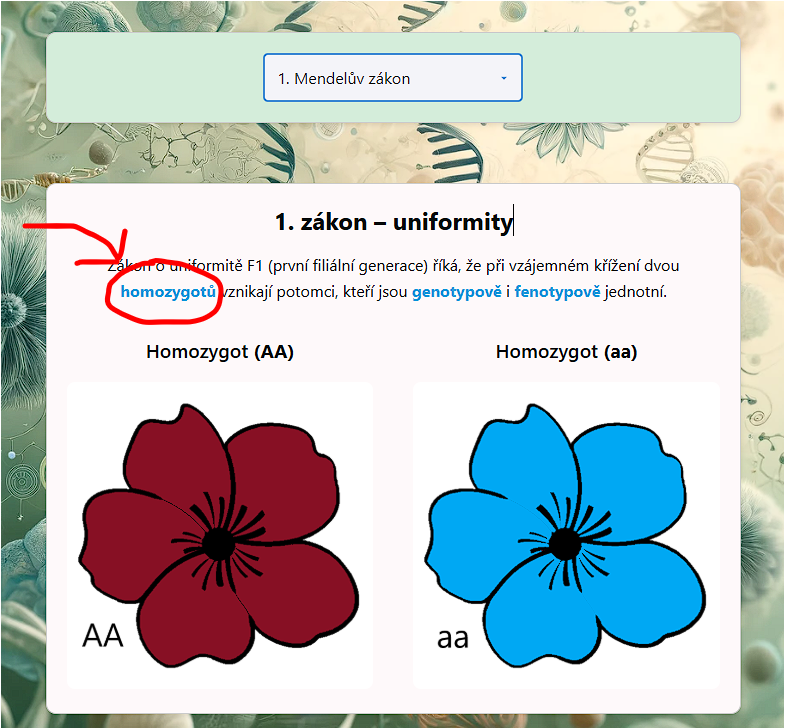 1. Mendelův zákon
1. zákon – uniformity
Zákon o uniformitě F1 (první filiální generace) říká, že při vzájemném křížení dvou
homozygotů vznikají potomci, kteří jsou genotypově i fenotypově jednotní.
Homozygot (AA)
Homozygot (aa)
AA
aa